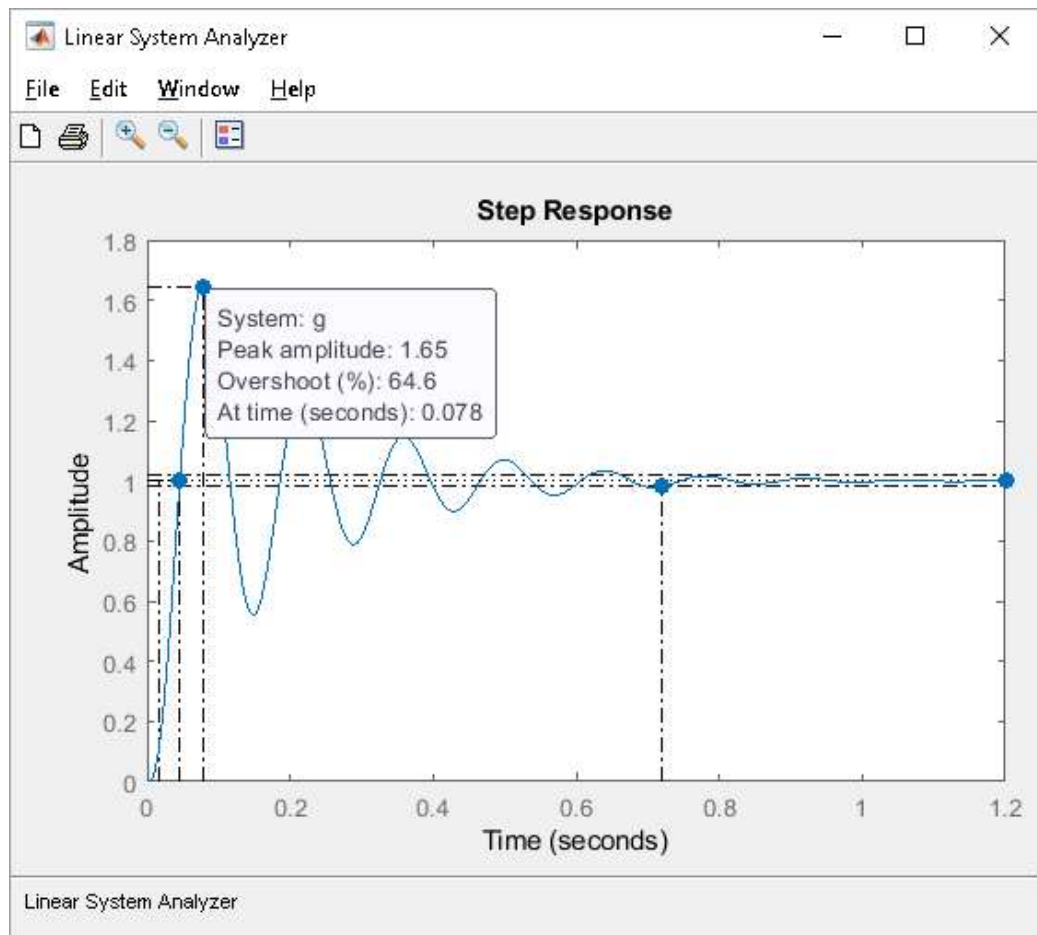 Linear System Analyzer
File Edit Window Help
Step Response
1.8
1.6
1.4
1.2
1
0.8
0.6
0.4
0.2
0
Amplitude
System: g
Peak amplitude: 1.65
Overshoot (%): 64.6
At time (seconds): 0.078
0 0.2 0.4 0.6 0.8 1 1.2
Time (seconds)
Linear System Analyzer